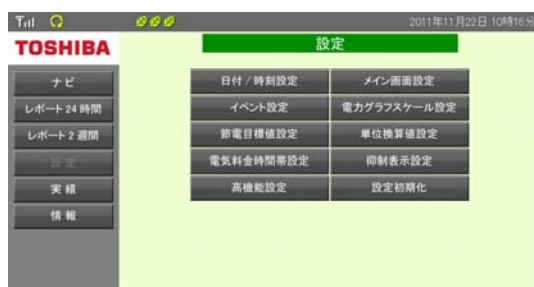 2011年11月22日 10時16分
TOSHIBA
設定
ナビ
レポート 24 時間
レポート 2 週間
設 定
実 績
情 報
日付 / 時刻設定
メイン画面設定
イベント設定
電力グラフスケール設定
節電目標値設定
単位換算値設定
電気料金時間帯設定
抑制表示設定
高機能設定
設定初期化